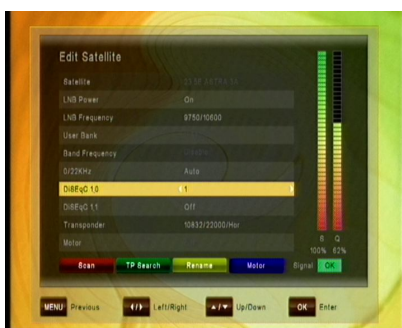 Edit Satellite
Satellite
LNB Power On
LNB Frequency 9750/10600
User Bank
Band Frequency
0/22KHz Auto
DiSEqC 1,0 1
DiSEqC 1,1 Off
Transponder 10832/22000/Hor
Motor
S Q
100% 62%
Scan TP Search Rename Motor Signal OK
MENU Previous Left/Right Up/Down OK Enter